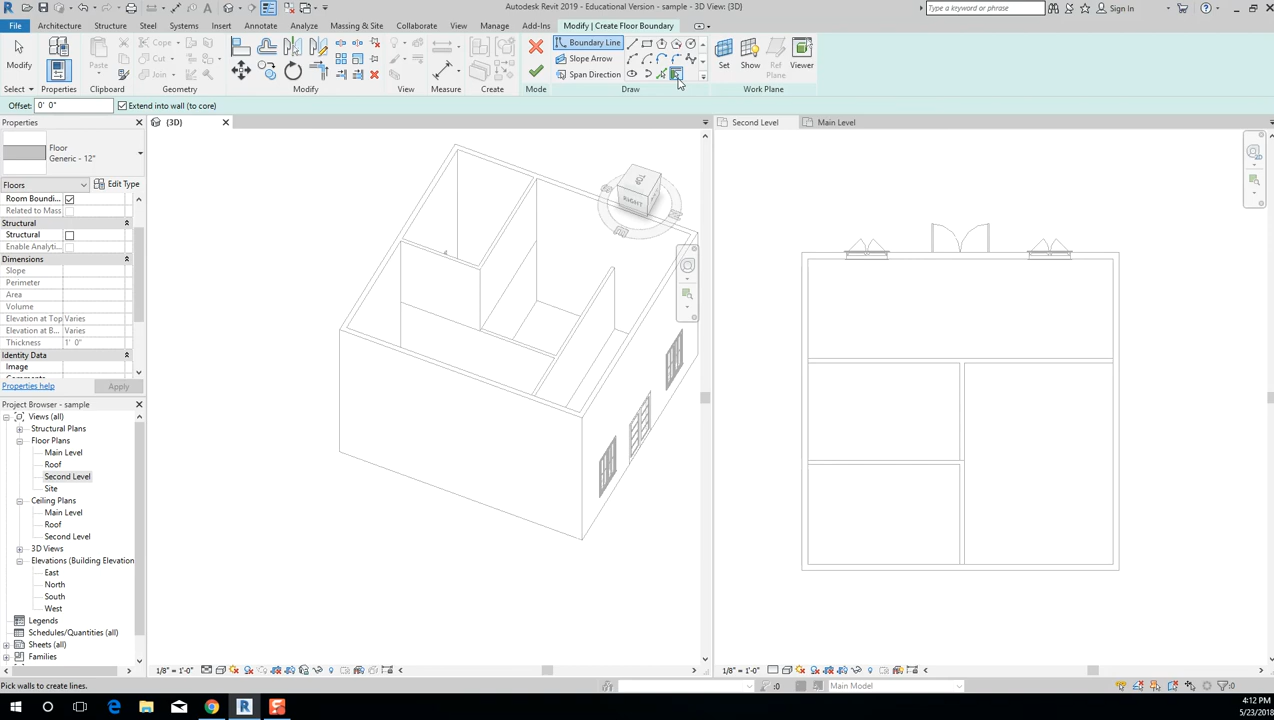 Autodesk Revit 2019 - Educational Version - sample - 3D View: {3D}
Type a keyword or phrase
Sign In
File Architecture Structure Steel Systems Insert Annotate Analyze Massing & Site Collaborate View Manage Add-Ins Modify | Create Floor Boundary
Cope
Cut
Join
Boundary Line
Slope Arrow
Span Direction
Modify
Set Show Ref Plane Viewer
Select Properties Clipboard Geometry Modify View Measure Create Mode Draw Work Plane
Offset: 0' 0" Extend into wall (to core)
Properties
{3D}
Second Level
Main Level
Floor
Generic - 12"
Floors
Edit Type
Room Boundi...
Related to Mass
Structural
Structural
Enable Analyti...
Dimensions
Slope
Perimeter
Area
Volume
Elevation at Top Varies
Elevation at B... Varies
Thickness 1' 0"
Identity Data
Image
Properties help
Apply
Project Browser - sample
Views (all)
Structural Plans
Floor Plans
Main Level
Roof
Second Level
Site
Ceiling Plans
Main Level
Roof
Second Level
3D Views
Elevations (Building Elevation
East
North
South
West
Legends
Schedules/Quantities (all)
Sheets (all)
Families
1/8" = 1'-0"
1/8" = 1'-0"
Pick walls to create lines.
:0
Main Model
:0
4:12 PM
5/23/2018